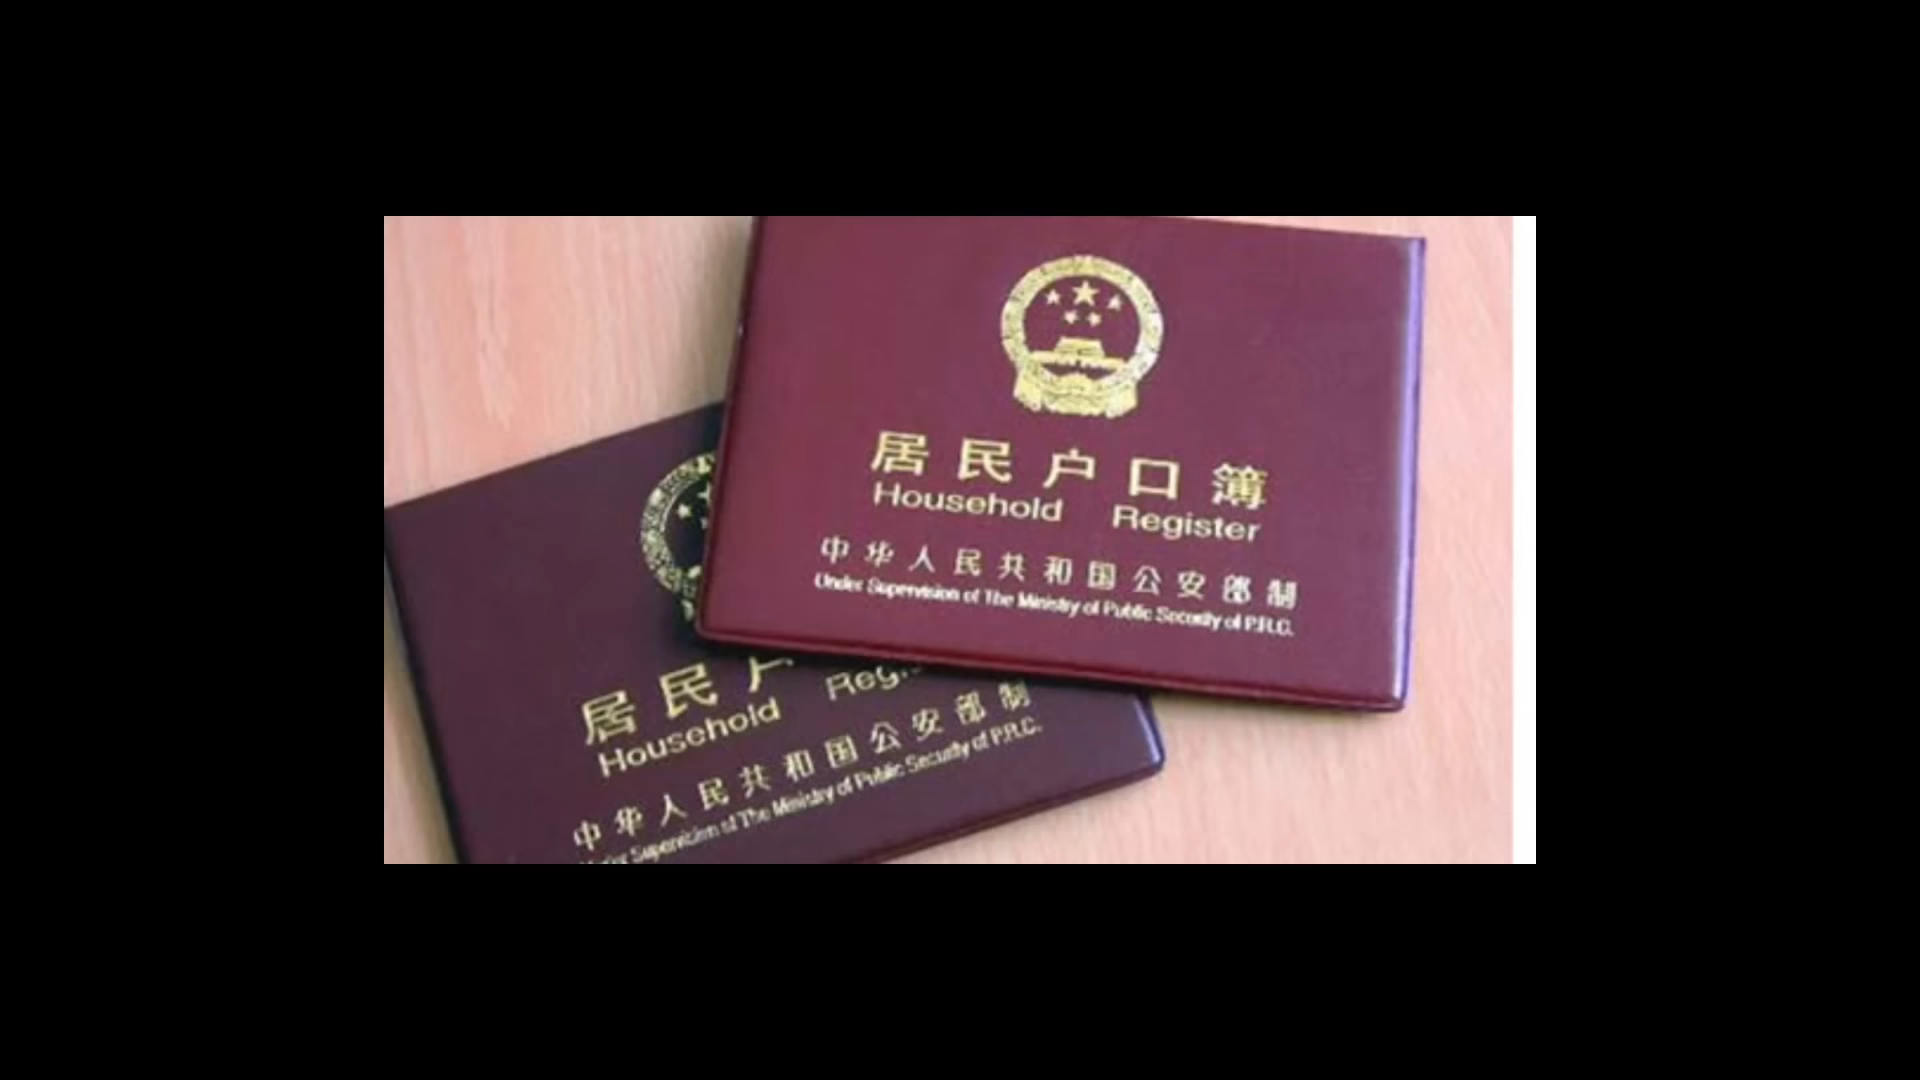 居民户口簿
Household Register
中华人民共和国公安部制
Under Supervision of The Ministry of Public Security of P.R.C.
居民户
Household Regi
中华人民共和国公安部制
Under Supervision of The Ministry of Public Security of P.R.C.